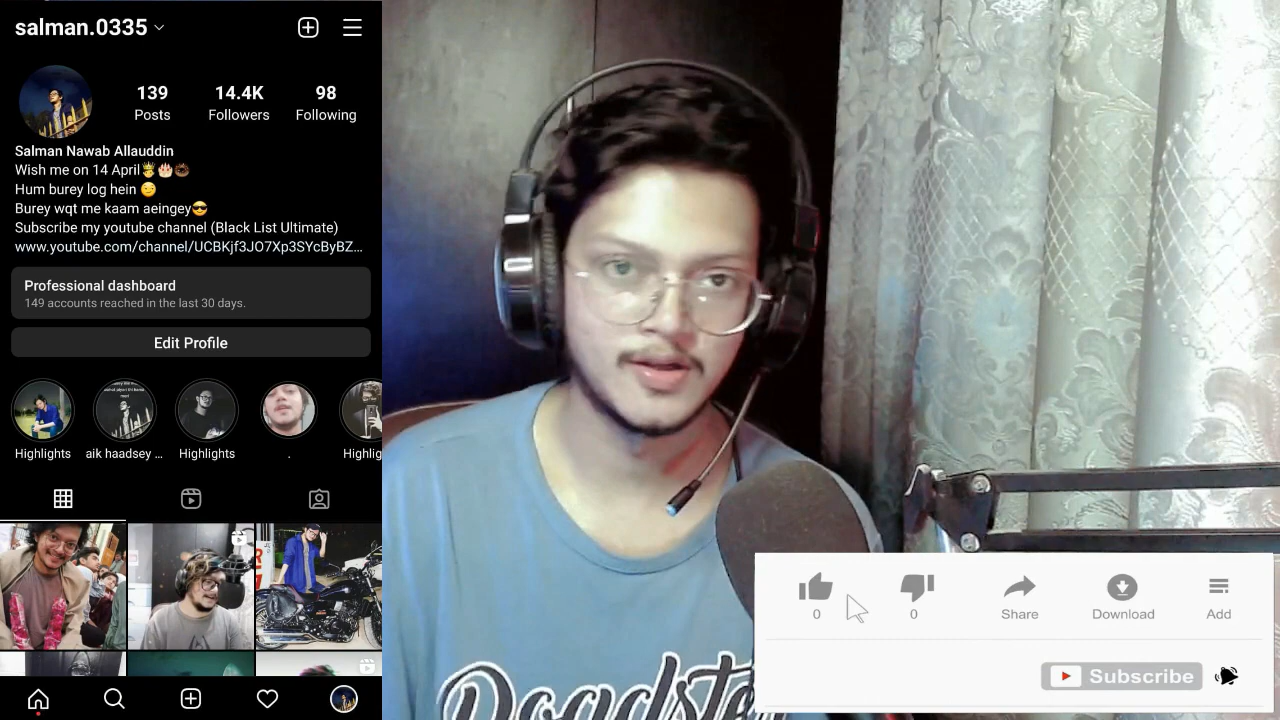 salman.0335
139
Posts
14.4K
Followers
98
Following
Salman Nawab Allauddin
Wish me on 14 April🤴🎂🍩
Hum burey log hein 😏
Burey wqt me kaam aeingey😎
Subscribe my youtube channel (Black List Ultimate)
www.youtube.com/channel/UCBKjf3JO7Xp3SYcByBZ...
Professional dashboard
149 accounts reached in the last 30 days.
Edit Profile
Highlights
aik haadsey ...
Highlights
.
Highlig
0
0
Share
Download
Add
Subscribe